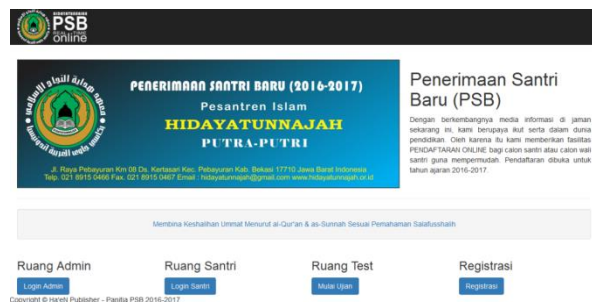 HIDAYATUNNAJAH
PSB
REAL - TIME
Online
PENERIMAAN SANTRI BARU (2016-2017)
Pesantren Islam
HIDAYATUNNAJAH
PUTRA-PUTRI
Jl. Raya Pebayuran Km 08 Ds. Kertasari Kec. Pebayuran Kab. Bekasi 17710 Jawa Barat Indonesia
Telp. 021 8915 0466 Fax. 021 8915 0467 Email : hidayatunnajah@gmail.com www.hidayatunnajah.or.id
Penerimaan Santri
Baru (PSB)
Dengan berkembangnya media informasi di jaman
sekarang ini, kami berupaya ikut serta dalam dunia
pendidikan. Oleh karena itu kami memberikan fasilitas
PENDAFTARAN ONLINE bagi calon santri atau calon wali
santri guna mempermudah. Pendaftaran dibuka untuk
tahun ajaran 2016-2017.
Membina Keshalihan Ummat Menurut al-Qur'an & as-Sunnah Sesuai Pemahaman Salafusshalih
Ruang Admin
Login Admin
Ruang Santri
Login Santri
Ruang Test
Mulai Ujian
Registrasi
Registrasi
Copyright © Ha'eN Publisher - Panitia PSB 2016-2017